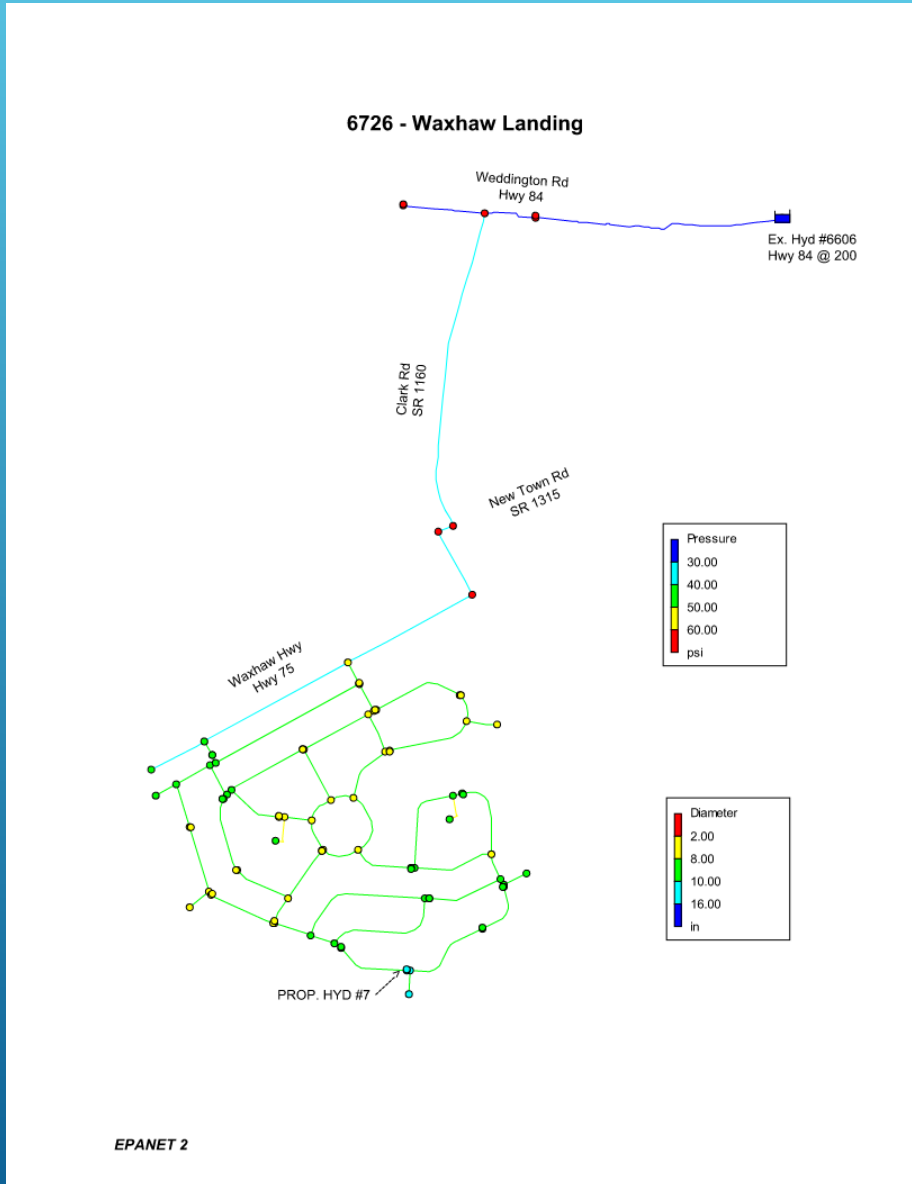 6726 - Waxhaw Landing
Weddington Rd
Hwy 84
Ex. Hyd #6606
Hwy 84 @ 200
Clark Rd
SR 1160
New Town Rd
SR 1315
Waxhaw Hwy
Hwy 75
Pressure
30.00
40.00
50.00
60.00
psi
Diameter
2.00
8.00
10.00
16.00
in
PROP. HYD #7
EPANET 2